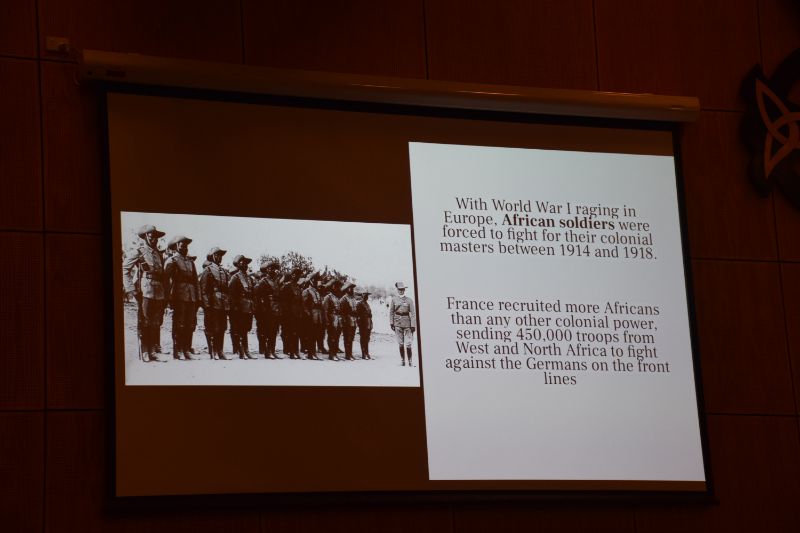 With World War I raging in
Europe, African soldiers were
forced to fight for their colonial
masters between 1914 and 1918.
France recruited more Africans
than any other colonial power,
sending 450,000 troops from
West and North Africa to fight
against the Germans on the front
lines